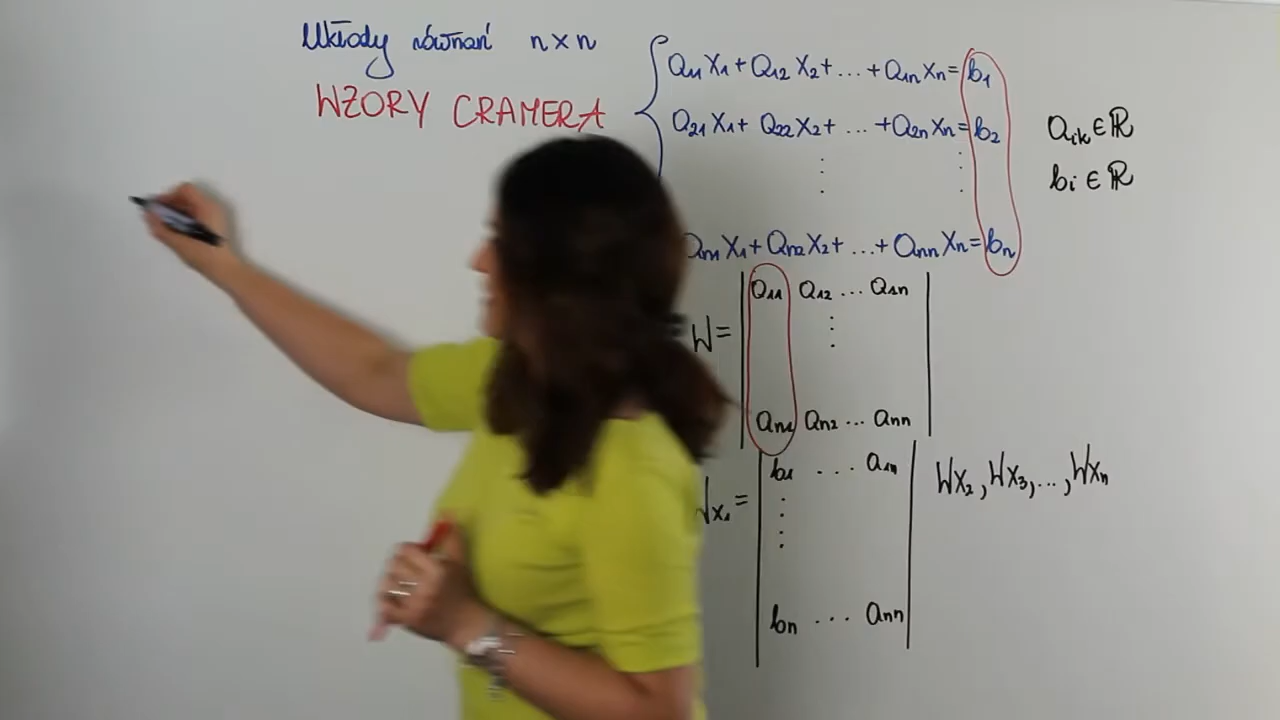 Układy równań n×n
WZORY CRAMERA
a₁₁x₁+a₁₂x₂+...+a₁ₙxₙ=b₁
a₂₁x₁+a₂₂x₂+...+a₂ₙxₙ=b₂
⋮ ⋮
aₙ₁x₁+aₙ₂x₂+...+aₙₙxₙ=bₙ
aᵢₖ∈ℝ
bᵢ∈ℝ
W= | a₁₁ a₁₂ ... a₁ₙ |
⋮
aₙ₁ aₙ₂ ... aₙₙ
Wx₁ = | b₁ ... a₁ₙ |
⋮
bₙ ... aₙₙ
Wx₂, Wx₃, ..., Wxₙ